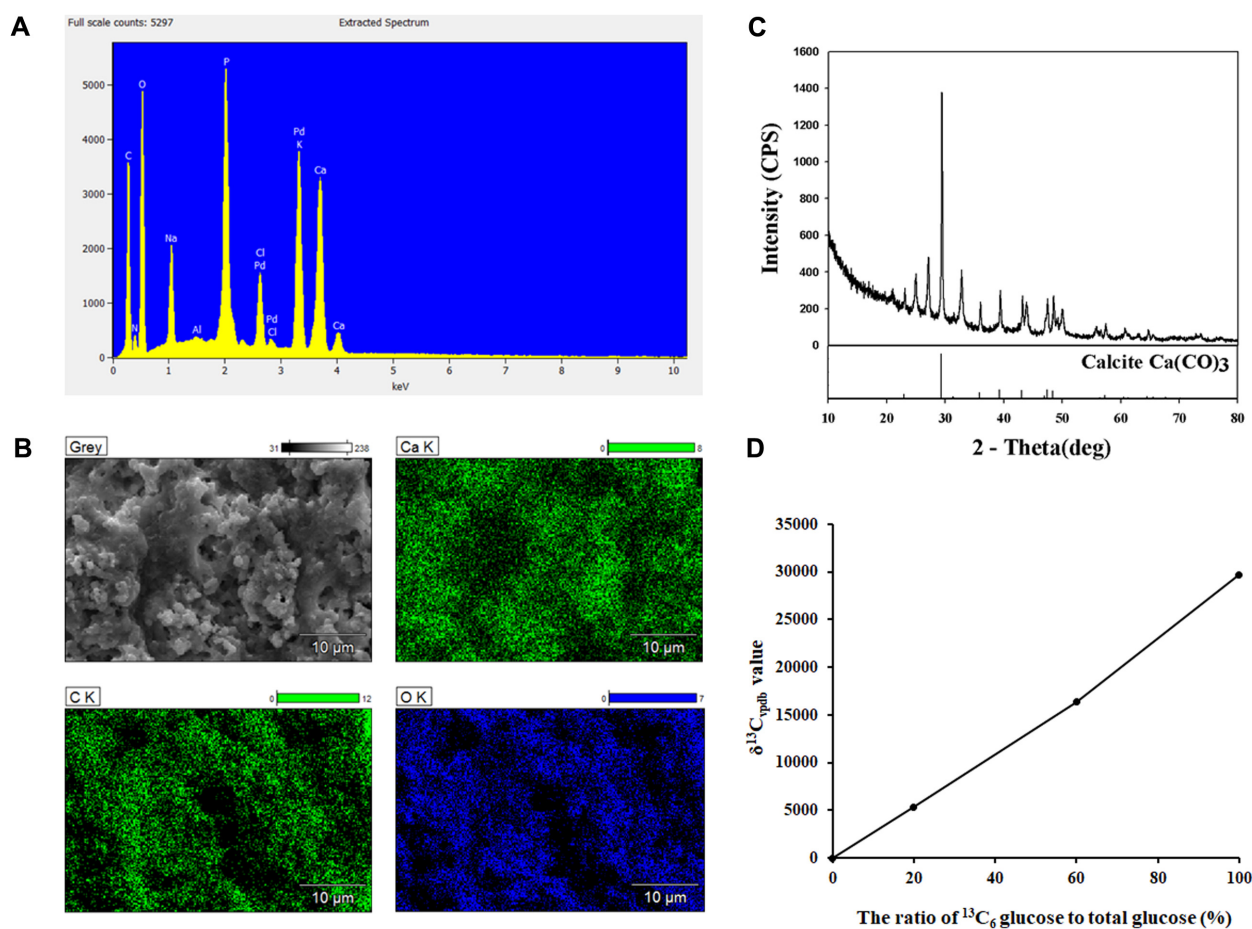 A
Full scale counts: 5297
Extracted Spectrum
5000
4000
3000
2000
1000
0
C
N
O
Na
Al
P
Cl
Pd
Pd
Cl
Pd
K
Ca
Ca
0 1 2 3 4 5 6 7 8 9 10
keV
B
Grey
31 238
10 μm
Ca K
0 8
10 μm
C K
0 12
10 μm
O K
0 7
10 μm
C
1600
1400
1200
1000
800
600
400
200
0
Intensity (CPS)
Calcite Ca(CO)3
10 20 30 40 50 60 70 80
2 - Theta(deg)
D
35000
30000
25000
20000
15000
10000
5000
0
δ¹³Cvpdb value
0 20 40 60 80 100
The ratio of ¹³C₆ glucose to total glucose (%)